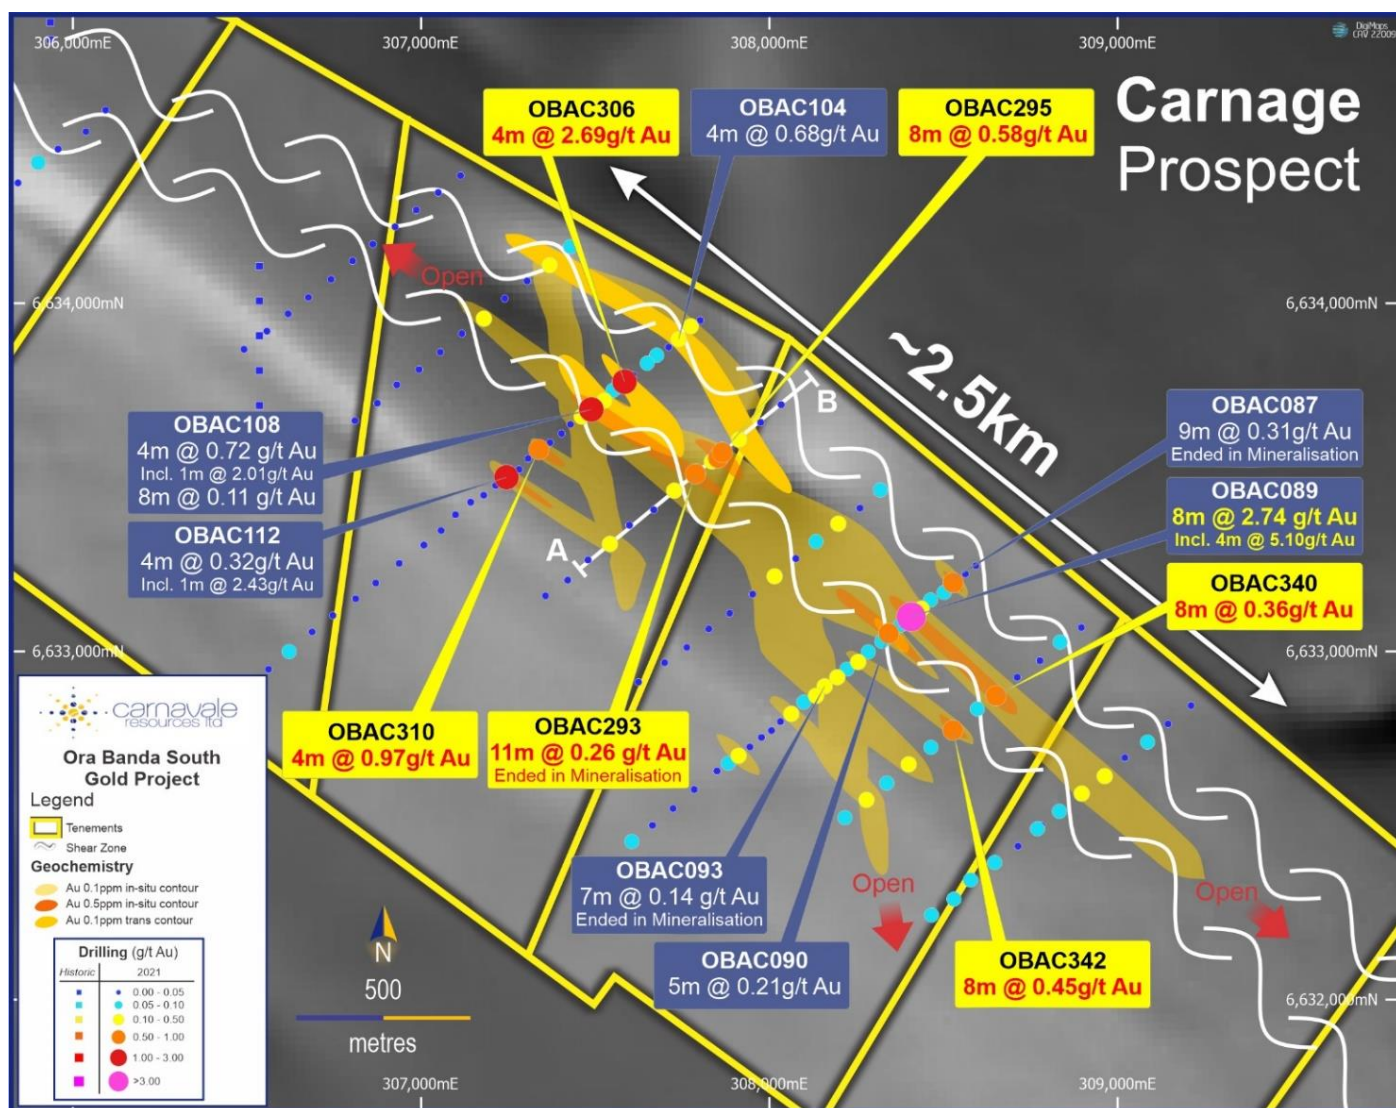 306,000mE
307,000mE
308,000mE
309,000mE
DigiMaps
CAV 22009
Carnage
Prospect
OBAC306
4m @ 2.69g/t Au
OBAC104
4m @ 0.68g/t Au
OBAC295
8m @ 0.58g/t Au
Open
6,634,000mN
6,634,000mN
~2.5km
B
A
OBAC108
4m @ 0.72 g/t Au
Incl. 1m @ 2.01g/t Au
8m @ 0.11 g/t Au
OBAC112
4m @ 0.32g/t Au
Incl. 1m @ 2.43g/t Au
OBAC087
9m @ 0.31g/t Au
Ended in Mineralisation
OBAC089
8m @ 2.74 g/t Au
Incl. 4m @ 5.10g/t Au
OBAC340
8m @ 0.36g/t Au
6,633,000mN
6,633,000mN
OBAC310
4m @ 0.97g/t Au
OBAC293
11m @ 0.26 g/t Au
Ended in Mineralisation
OBAC093
7m @ 0.14 g/t Au
Ended in Mineralisation
OBAC090
5m @ 0.21g/t Au
OBAC342
8m @ 0.45g/t Au
Open
Open
6,632,000mN
carnavale
resources ltd
Ora Banda South
Gold Project
Legend
Tenements
Shear Zone
Geochemistry
Au 0.1ppm in-situ contour
Au 0.5ppm in-situ contour
Au 0.1ppm trans contour
Drilling (g/t Au)
Historic 2021
0.00 - 0.05
0.05 - 0.10
0.10 - 0.50
0.50 - 1.00
1.00 - 3.00
>3.00
N
500
metres
307,000mE
308,000mE
309,000mE